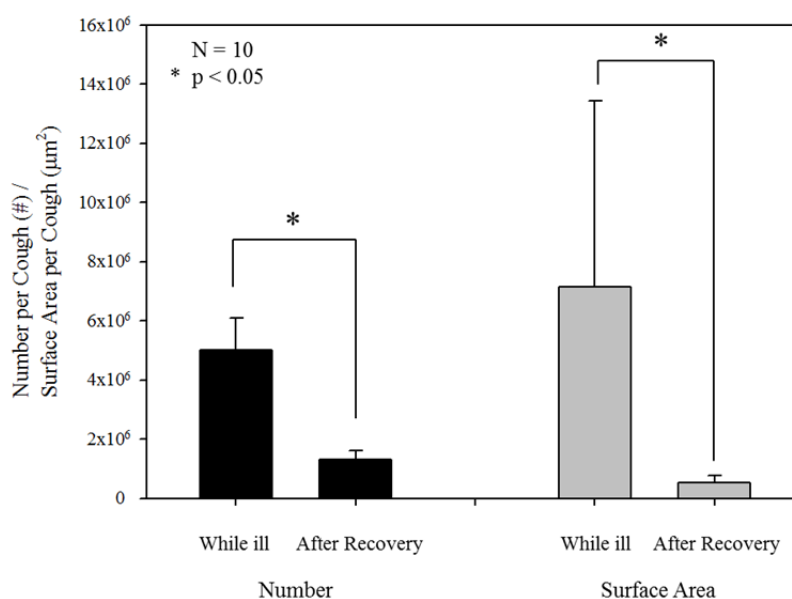 16x10⁶
14x10⁶
12x10⁶
10x10⁶
8x10⁶
6x10⁶
4x10⁶
2x10⁶
0
Number per Cough (#) /
Surface Area per Cough (μm²)
N = 10
* p < 0.05
*
*
While ill After Recovery While ill After Recovery
Number Surface Area